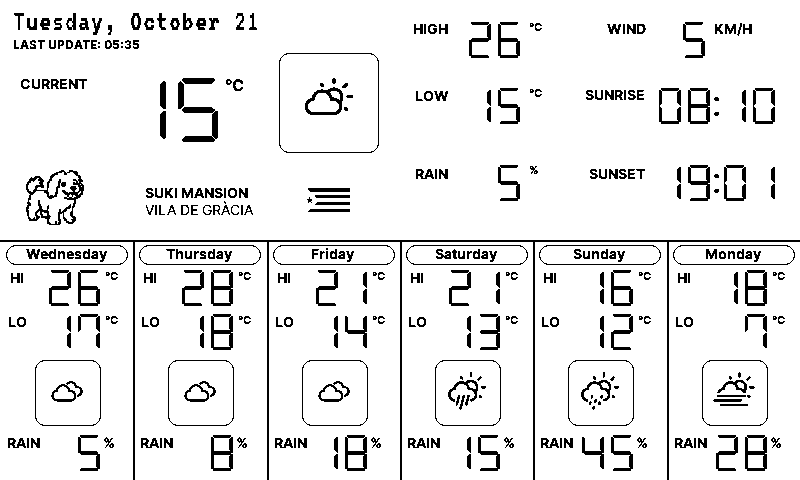 Tuesday, October 21
LAST UPDATE: 05:35
CURRENT 15 °C
SUKI MANSION
VILA DE GRÀCIA
HIGH 26 °C
LOW 15 °C
RAIN 5 %
WIND 5 KM/H
SUNRISE 08:10
SUNSET 19:01
Wednesday
HI 26 °C
LO 17 °C
RAIN 5 %
Thursday
HI 28 °C
LO 18 °C
RAIN 8 %
Friday
HI 21 °C
LO 14 °C
RAIN 18 %
Saturday
HI 21 °C
LO 13 °C
RAIN 15 %
Sunday
HI 16 °C
LO 12 °C
RAIN 45 %
Monday
HI 18 °C
LO 7 °C
RAIN 28 %